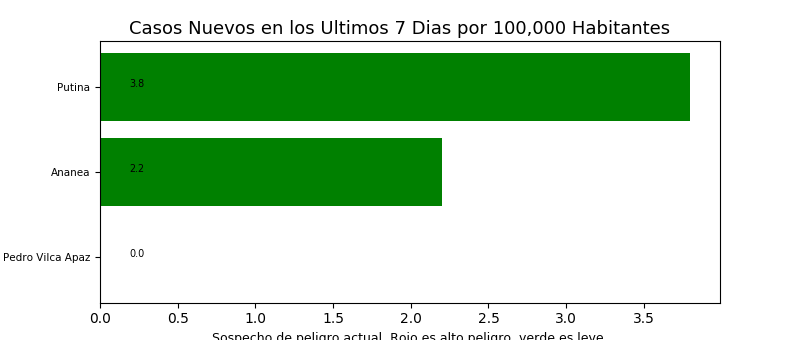 Casos Nuevos en los Ultimos 7 Dias por 100,000 Habitantes
Putina
3.8
Ananea
2.2
Pedro Vilca Apaz
0.0
0.0 0.5 1.0 1.5 2.0 2.5 3.0 3.5
Sospecho de peligro actual. Rojo es alto peligro, verde es leve